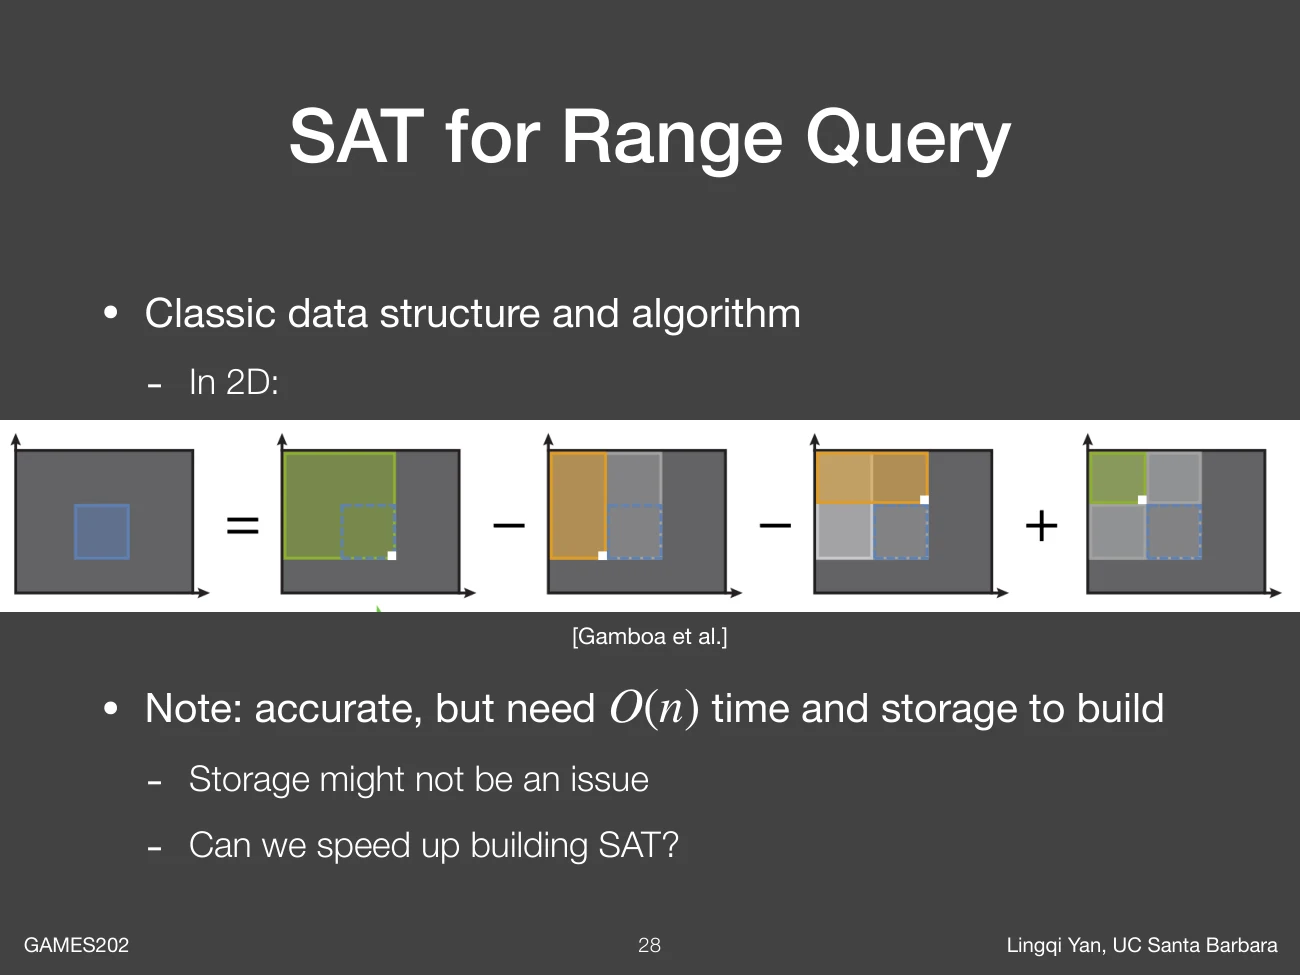 SAT for Range Query
• Classic data structure and algorithm
- In 2D:
= − − +
[Gamboa et al.]
• Note: accurate, but need O(n) time and storage to build
- Storage might not be an issue
- Can we speed up building SAT?
GAMES202
28
Lingqi Yan, UC Santa Barbara